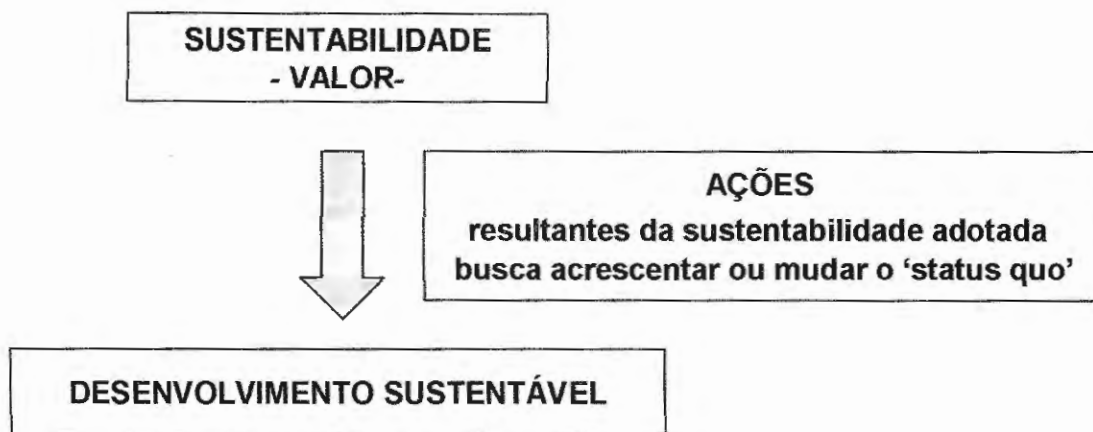 SUSTENTABILIDADE
- VALOR-
AÇÕES
resultantes da sustentabilidade adotada
busca acrescentar ou mudar o ‘status quo’
DESENVOLVIMENTO SUSTENTÁVEL